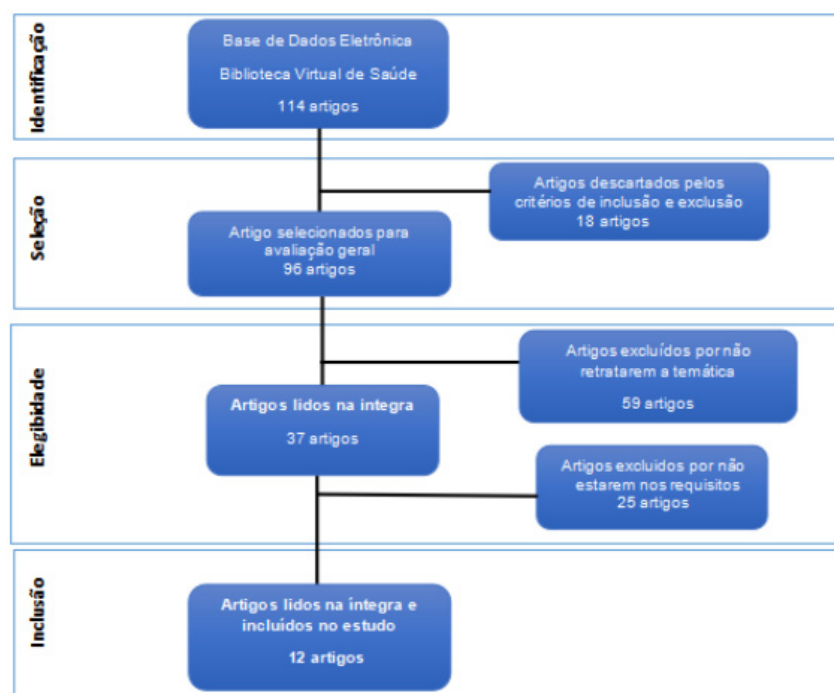 Identificação
Base de Dados Eletrônica
Biblioteca Virtual de Saúde
114 artigos
Seleção
Artigos descartados pelos
critérios de inclusão e exclusão
18 artigos
Artigo selecionados para
avaliação geral
96 artigos
Elegibidade
Artigos excluídos por não
retratarem a temática
59 artigos
Artigos lidos na integra
37 artigos
Artigos excluidos por não
estarem nos requisitos
25 artigos
Inclusão
Artigos lidos na íntegra e
incluídos no estudo
12 artigos